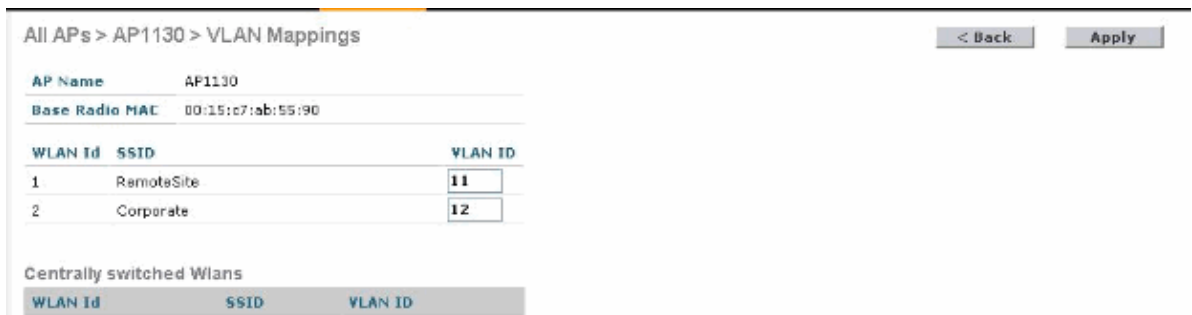 All APs > AP1130 > VLAN Mappings
< Back
Apply
AP Name AP1130
Base Radio MAC 00:15:c7:ab:55:90
WLAN Id SSID VLAN ID
1 RemoteSite 11
2 Corporate 12
Centrally switched Wlans
WLAN Id SSID VLAN ID